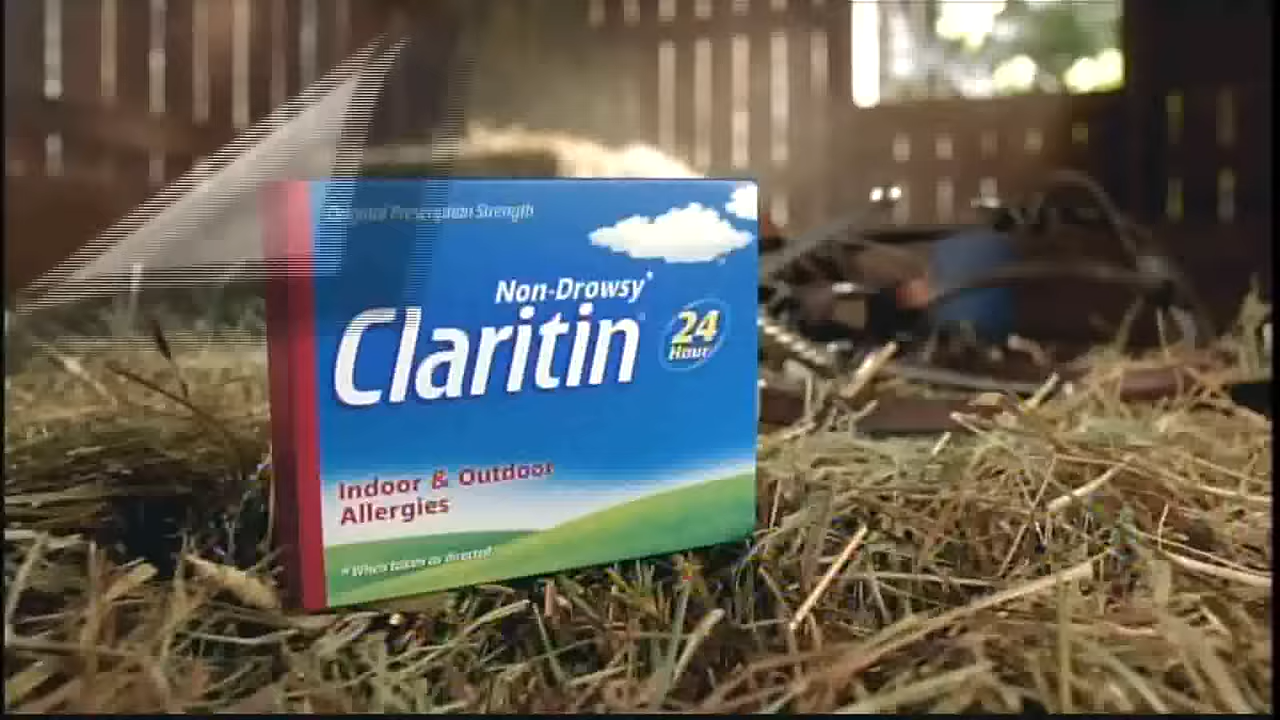 Original Prescription Strength
Non-Drowsy*
Claritin
24
Hour
Indoor & Outdoor
Allergies
*When taken as directed